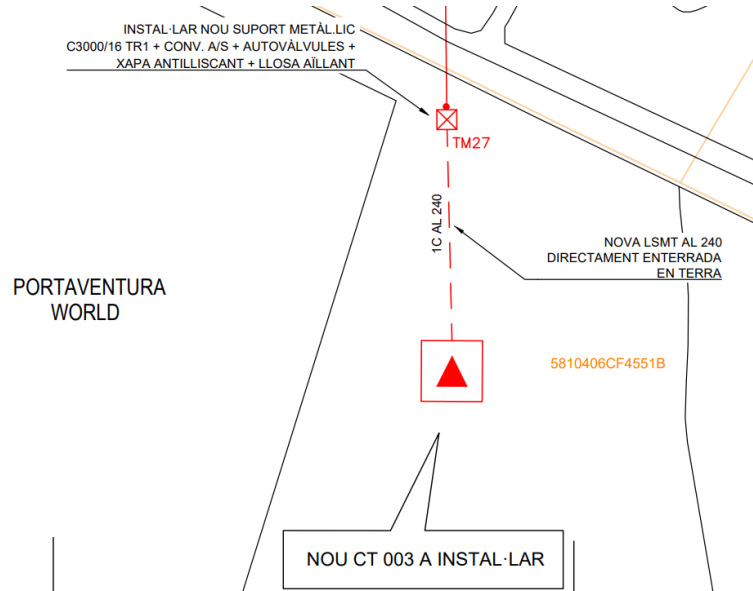 INSTAL·LAR NOU SUPORT METÀL.LIC
C3000/16 TR1 + CONV. A/S + AUTOVÀLVULES +
XAPA ANTILLISCANT + LLOSA AÏLLANT
TM27
1C AL 240
NOVA LSMT AL 240
DIRECTAMENT ENTERRADA
EN TERRA
PORTAVENTURA
WORLD
5810406CF4551B
NOU CT 003 A INSTAL·LAR